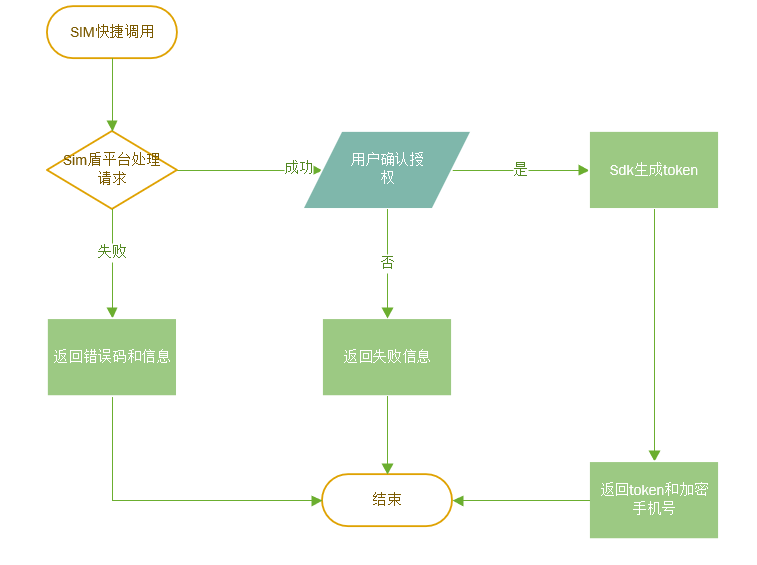 SIM快捷调用
Sim盾平台处理
请求
成功
用户确认授
权
是
Sdk生成token
失败
否
返回错误码和信息
返回失败信息
返回token和加密
手机号
结束